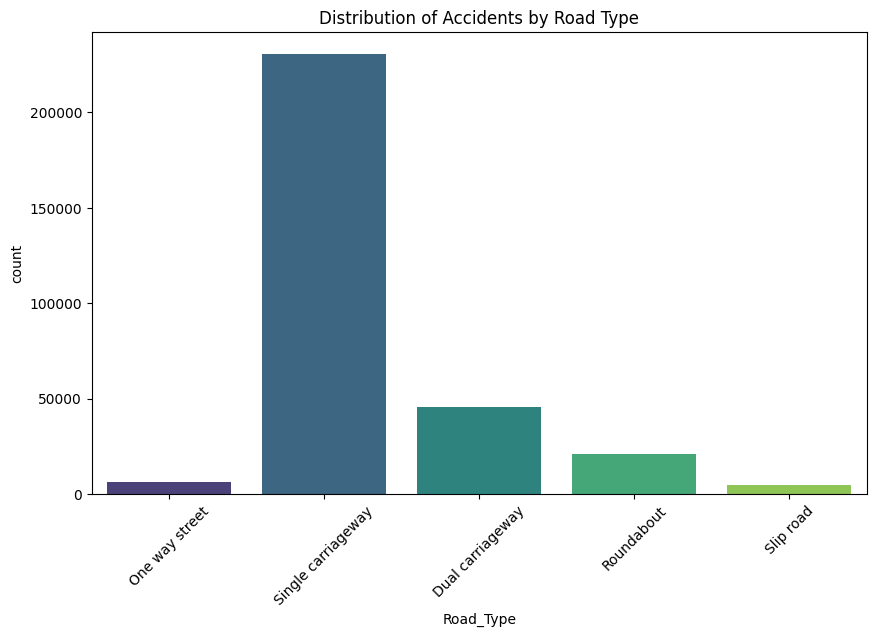 Distribution of Accidents by Road Type
count
200000
150000
100000
50000
0
One way street
Single carriageway
Dual carriageway
Roundabout
Slip road
Road_Type